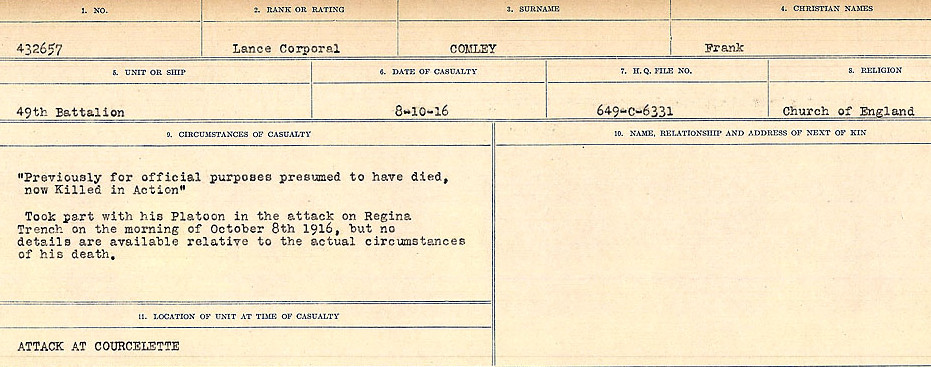 1. NO.
2. RANK OR RATING
3. SURNAME
4. CHRISTIAN NAMES
432657
Lance Corporal
COMLEY
Frank
5. UNIT OR SHIP
6. DATE OF CASUALTY
7. H.Q. FILE NO.
8. RELIGION
49th Battalion
8-10-16
649-C-6331
Church of England
9. CIRCUMSTANCES OF CASUALTY
10. NAME, RELATIONSHIP AND ADDRESS OF NEXT OF KIN
"Previously for official purposes presumed to have died,
now Killed in Action"
Took part with his Platoon in the attack on Regina
Trench on the morning of October 8th 1916, but no
details are available relative to the actual circumstances
of his death.
11. LOCATION OF UNIT AT TIME OF CASUALTY
ATTACK AT COURCELETTE